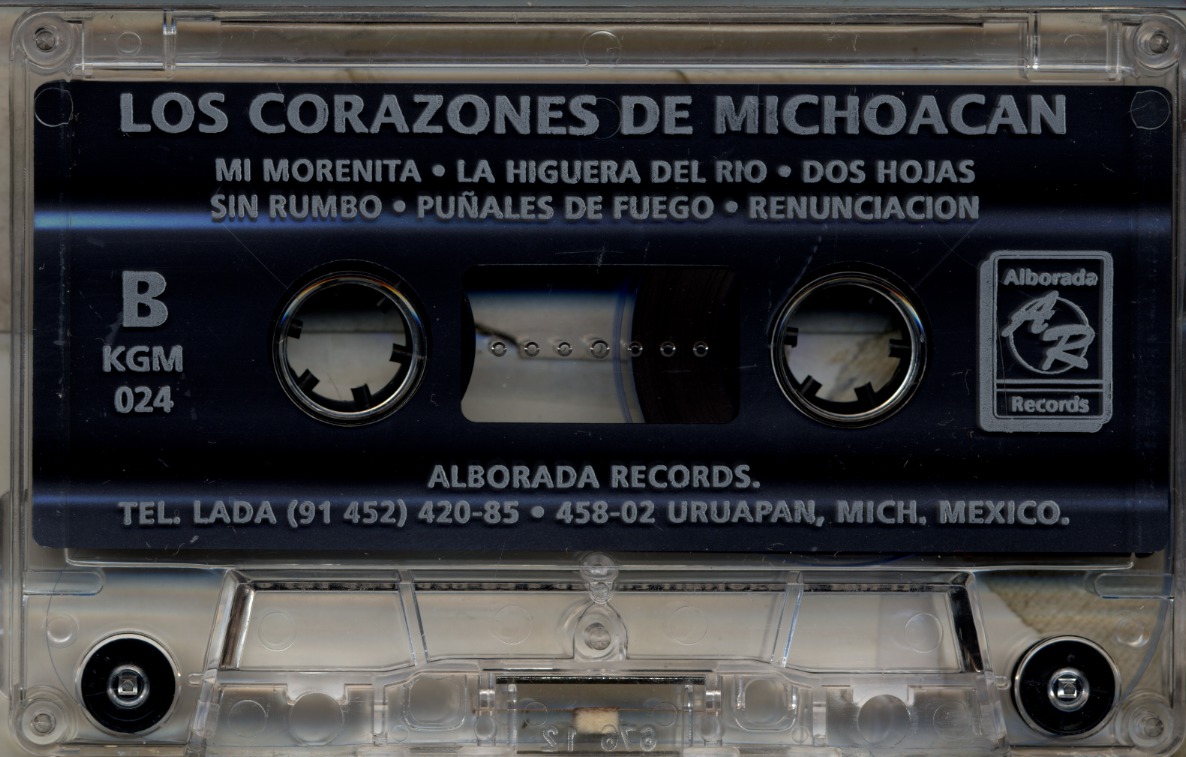 LOS CORAZONES DE MICHOACAN
MI MORENITA • LA HIGUERA DEL RIO • DOS HOJAS
SIN RUMBO • PUÑALES DE FUEGO • RENUNCIACION
B
KGM
024
Alborada
AR
Records
ALBORADA RECORDS.
TEL. LADA (91 452) 420-85 • 458-02 URUAPAN, MICH. MEXICO.